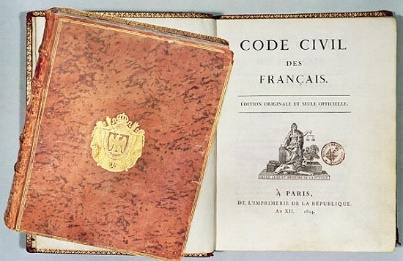 CODE CIVIL
DES
FRANÇAIS.
ÉDITION ORIGINALE ET SEULE OFFICIELLE.
À PARIS,
DE L'IMPRIMERIE DE LA RÉPUBLIQUE.
AN XII. 1804.